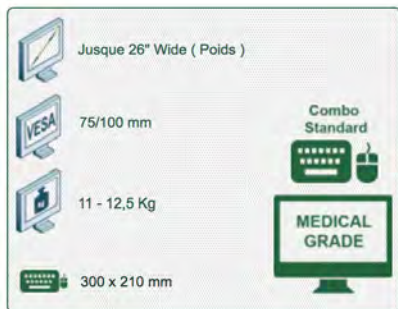 Jusque 26" Wide ( Poids )
VESA
75/100 mm
11 - 12,5 Kg
300 x 210 mm
Combo
Standard
MEDICAL
GRADE